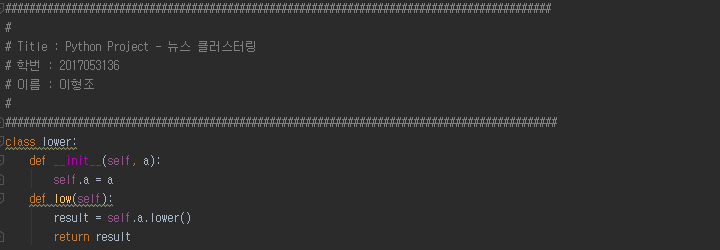 ###########################################################################################
#
# Title : Python Project - 뉴스 클러스터링
# 학번 : 2017053136
# 이름 : 이형조
#
############################################################################################
class lower:
    def __init__(self, a):
        self.a = a
    def low(self):
        result = self.a.lower()
        return result